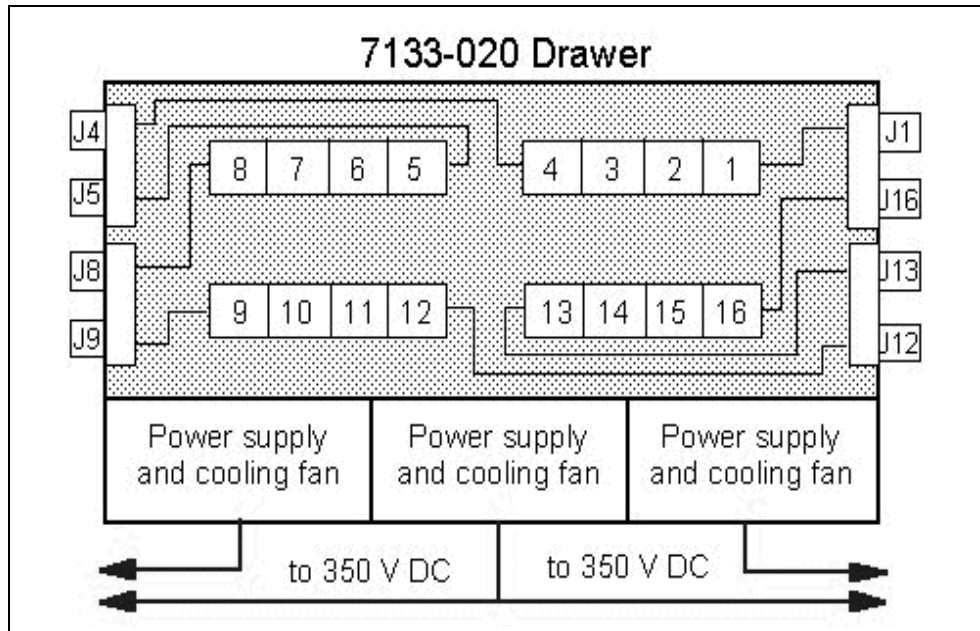 7133-020 Drawer
J4
J1
8 7 6 5
4 3 2 1
J5
J16
J8
J13
9 10 11 12
13 14 15 16
J9
J12
Power supply
and cooling fan
Power supply
and cooling fan
Power supply
and cooling fan
to 350 V DC
to 350 V DC